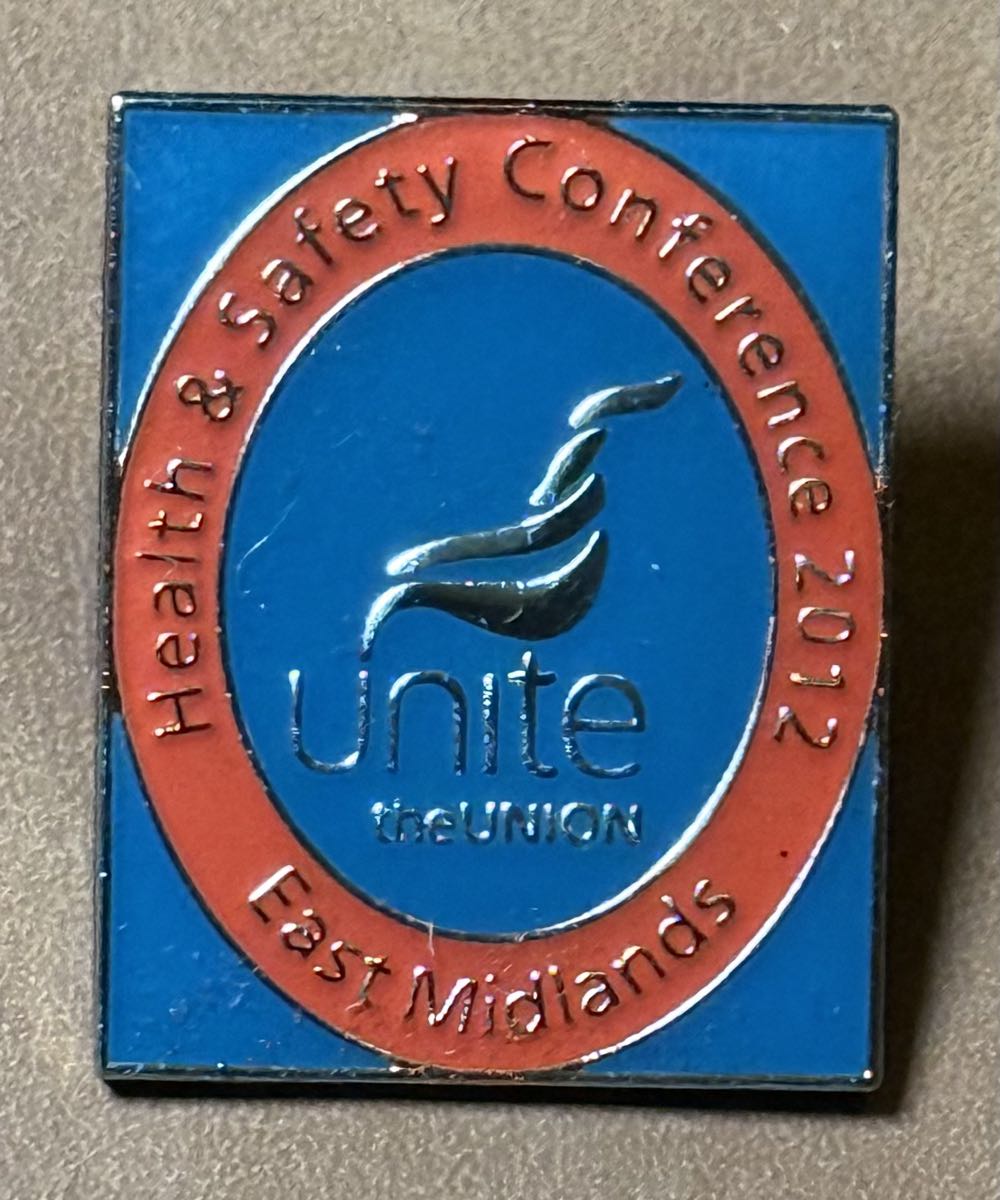 Health & Safety Conference 2012
unite
theUNION
East Midlands